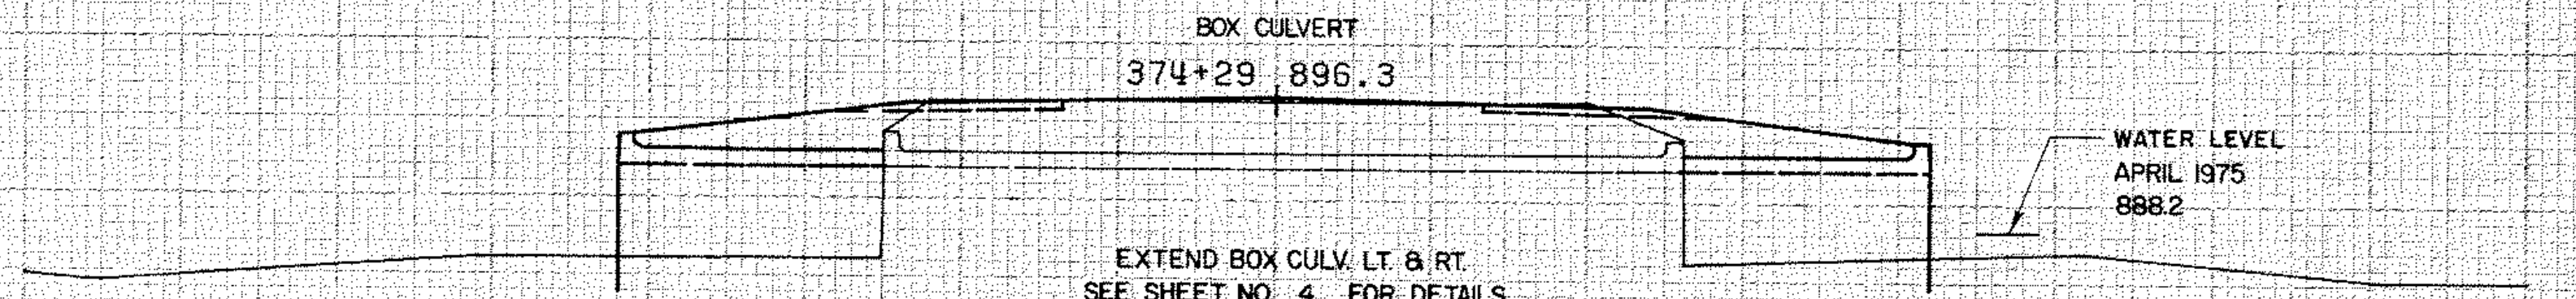 BOX CULVERT
374+29 896.3
WATER LEVEL
APRIL 1975
888.2
EXTEND BOX CULV. LT. & RT.
SEE SHEET NO. 4 FOR DETAILS